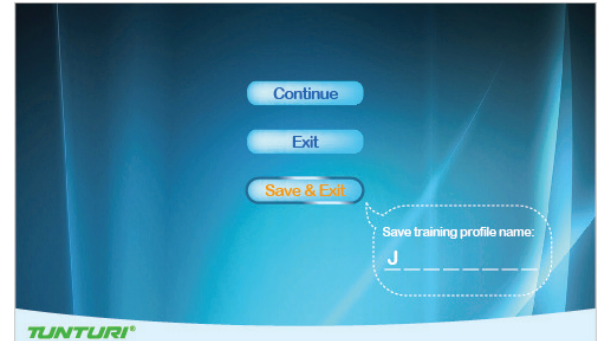 Continue
Exit
Save & Exit
Save training profile name:
J _ _ _ _ _ _
TUNTURI®